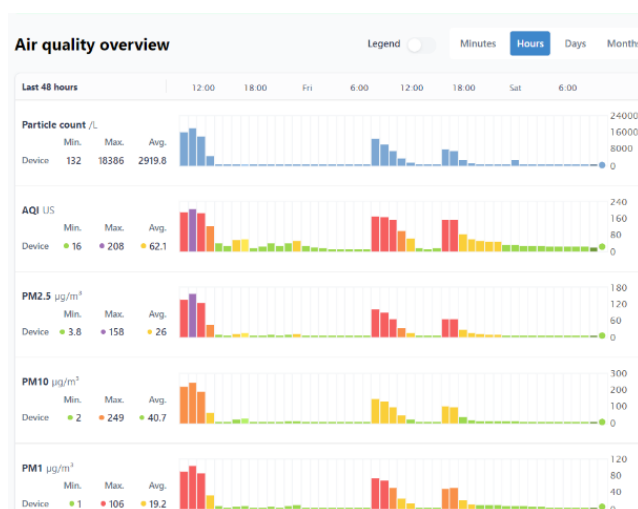 Air quality overview
Legend
Minutes Hours Days Months
Last 48 hours
12:00 18:00 Fri 6:00 12:00 18:00 Sat 6:00
Particle count /L
Min. Max. Avg.
Device 132 18386 2919.8
24000
16000
8000
0
AQI US
Min. Max. Avg.
Device 16 208 62.1
240
160
80
0
PM2.5 µg/m³
Min. Max. Avg.
Device 3.8 158 26
180
120
60
0
PM10 µg/m³
Min. Max. Avg.
Device 2 249 40.7
300
200
100
0
PM1 µg/m³
Min. Max. Avg.
Device 1 106 19.2
120
80
40
0